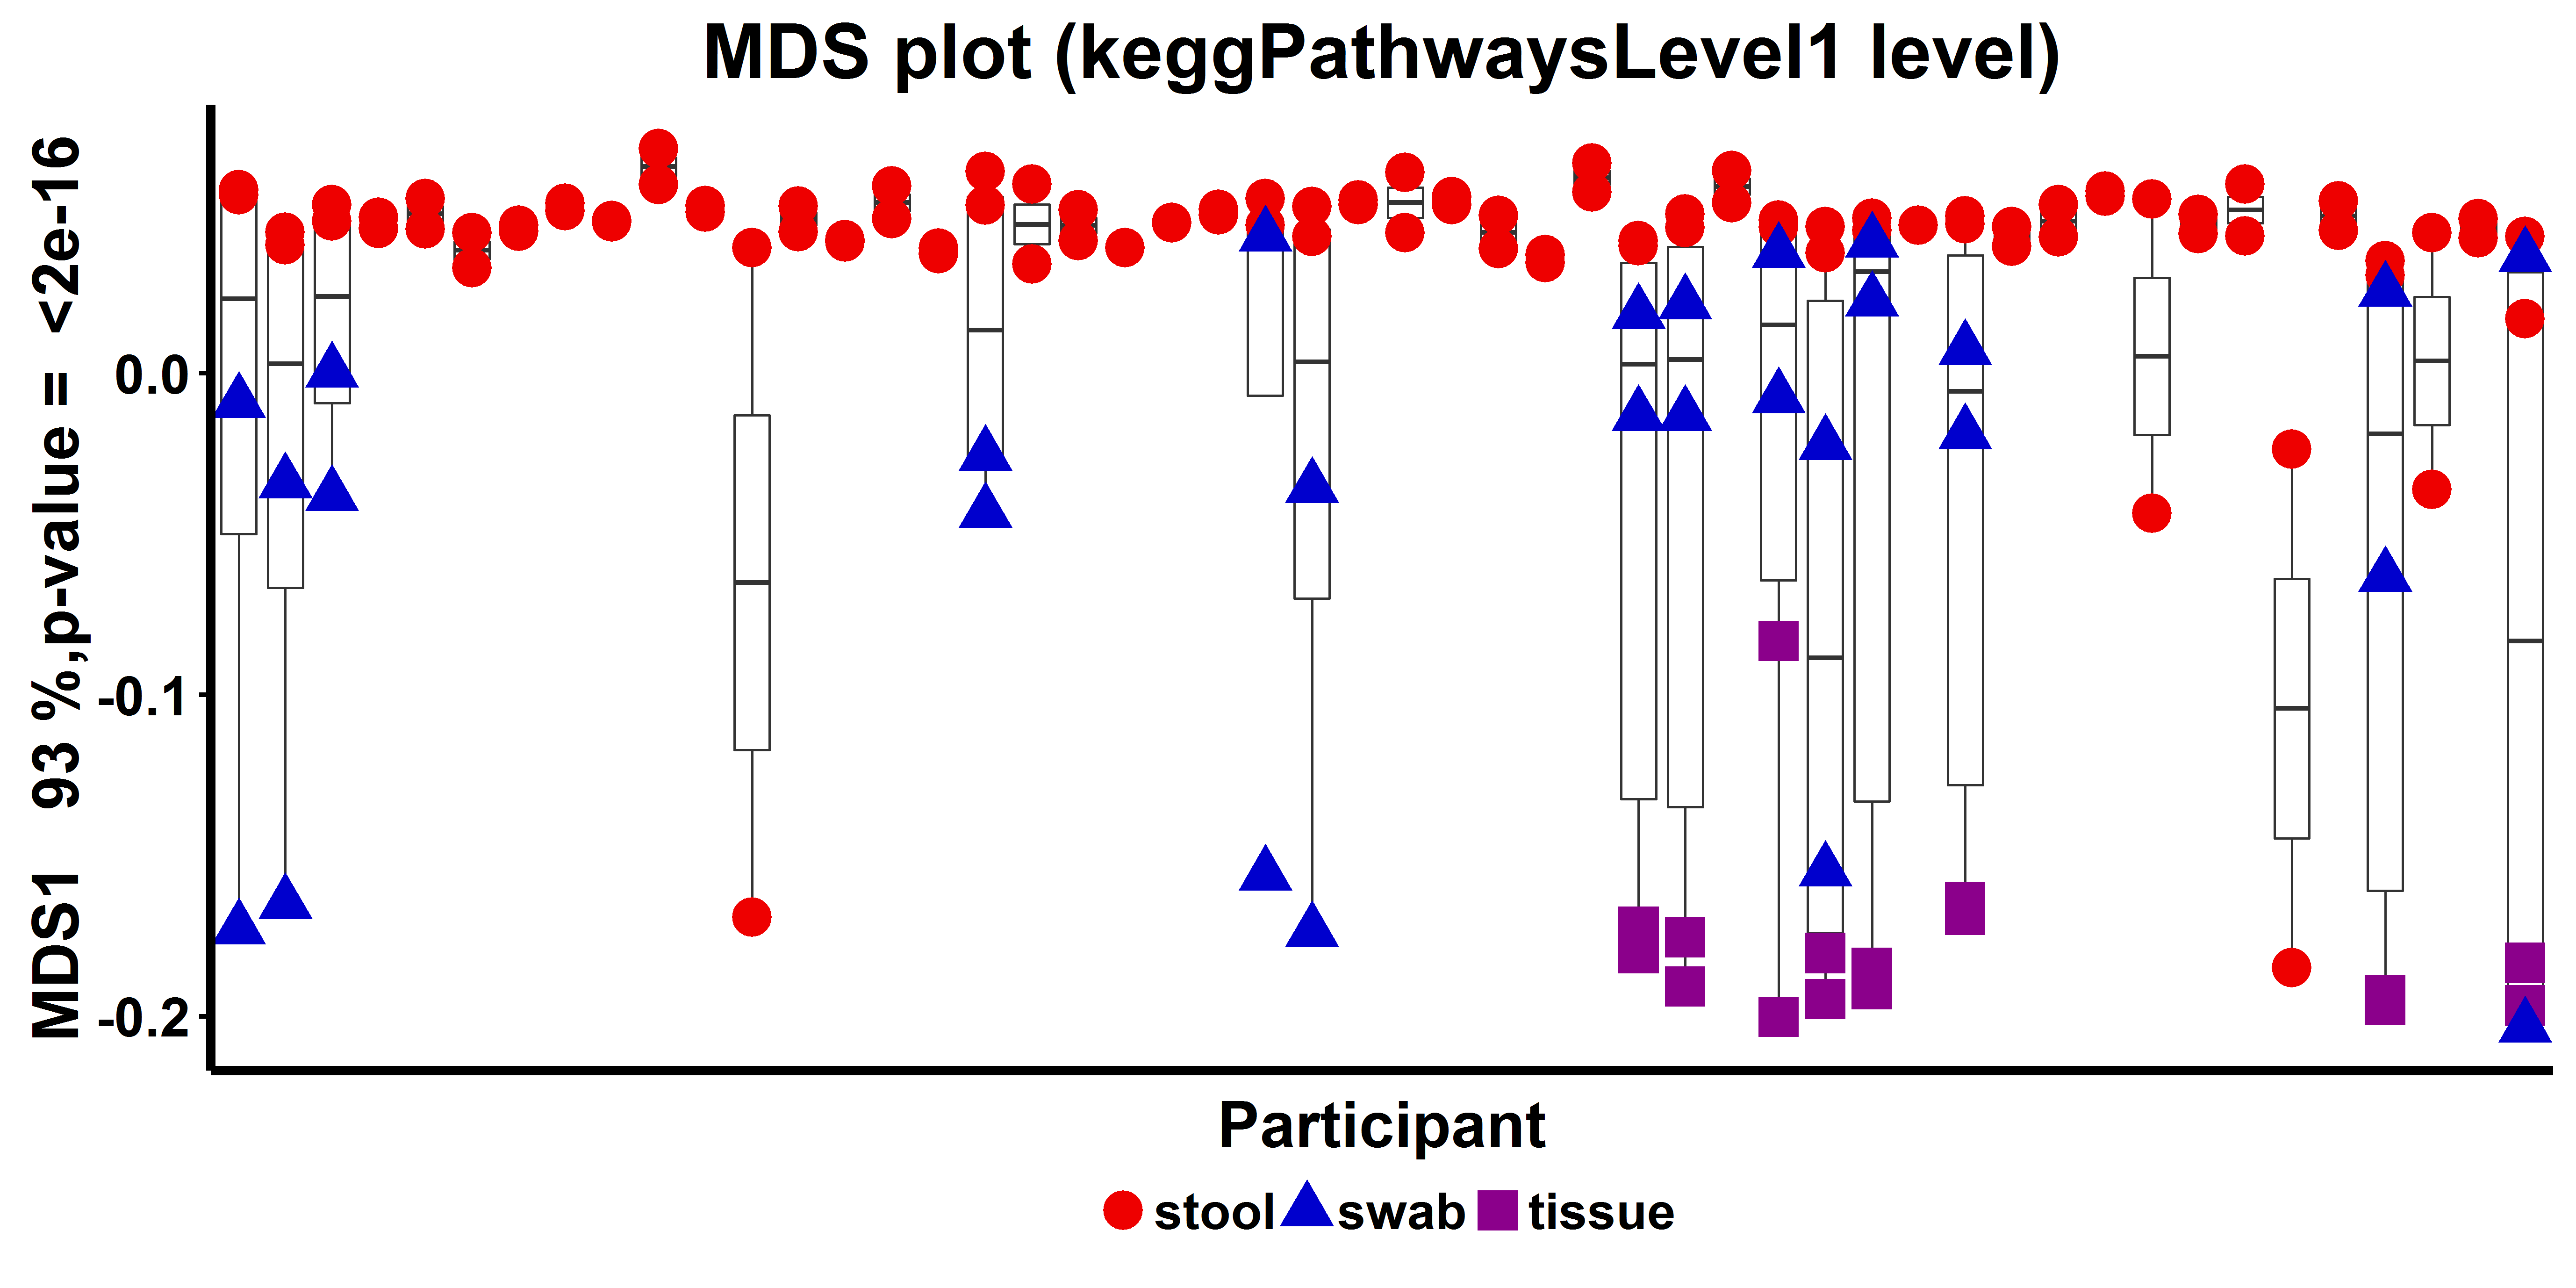 MDS plot (keggPathwaysLevel1 level)
MDS1 93 %,p-value = <2e-16
0.0
-0.1
-0.2
Participant
stool swab tissue